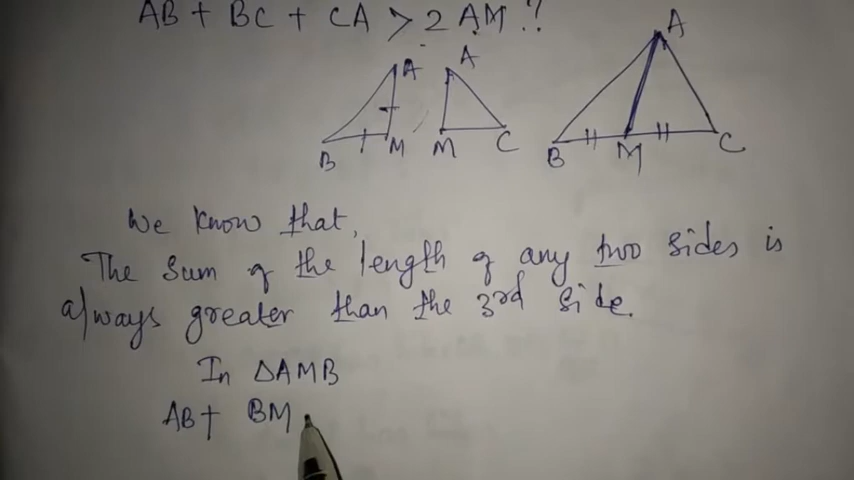 AB + BC + CA > 2 AM ?
A A A
B M M C B M C
We know that,
The sum of the length of any two sides is
always greater than the 3rd side.
In ΔAMB
AB + BM